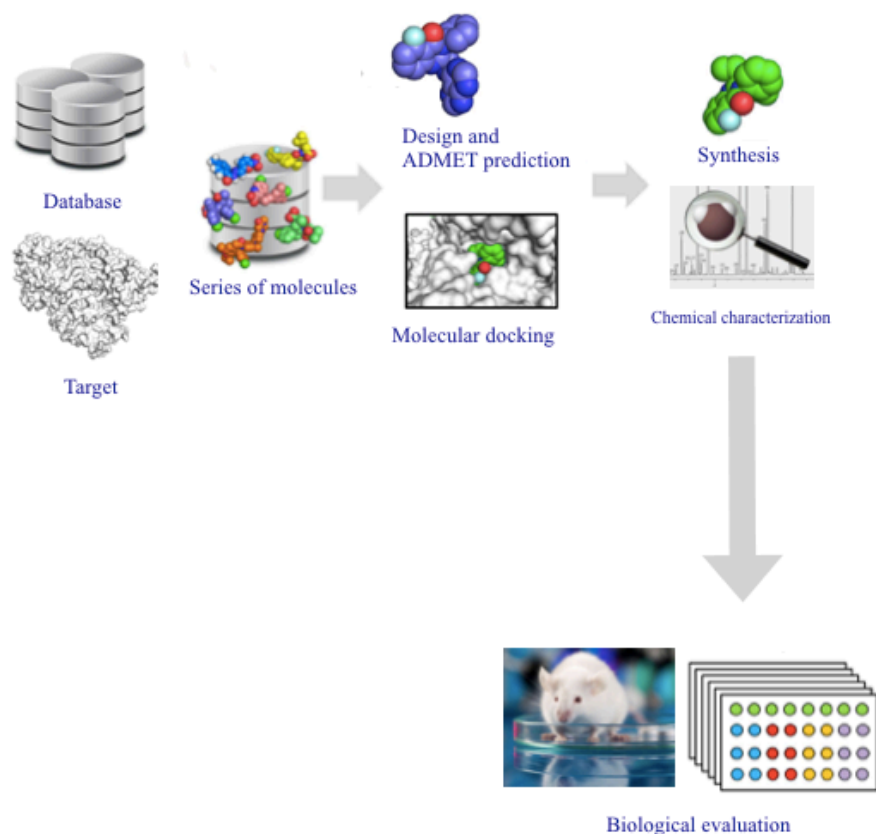 Database
Target
Series of molecules
Design and
ADMET prediction
Molecular docking
Synthesis
Chemical characterization
Biological evaluation